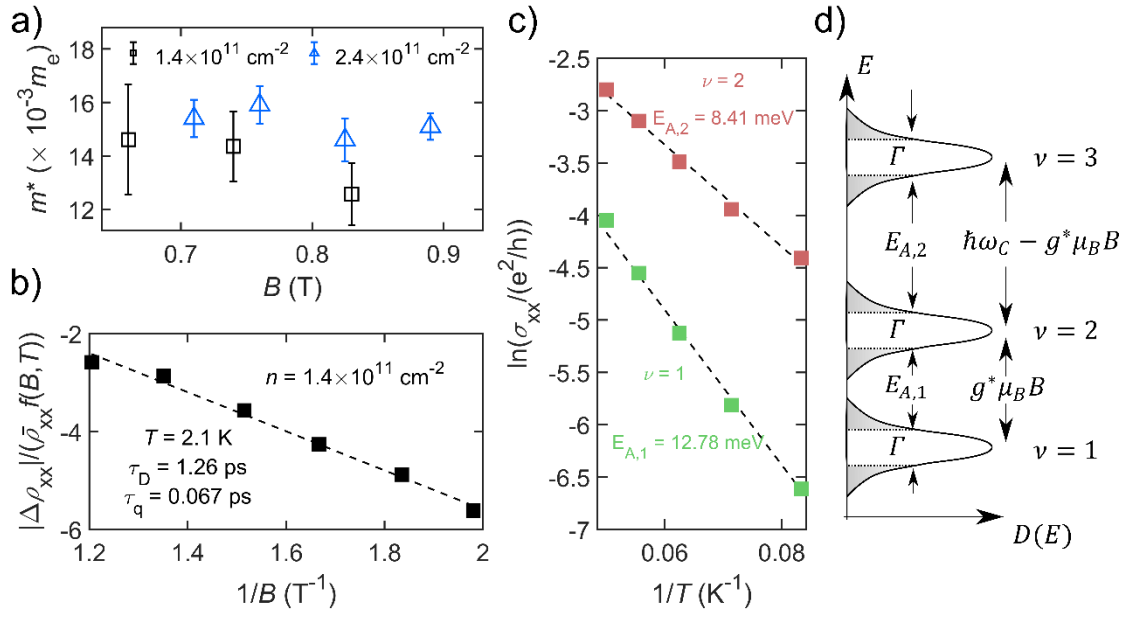 a)
m* (× 10⁻³mₑ)
18
16
14
12
1.4×10¹¹ cm⁻²
2.4×10¹¹ cm⁻²
0.7
0.8
0.9
B (T)
b)
|Δρₓₓ|/(ρ̄ₓₓf(B,T))
-2
-4
-6
n = 1.4×10¹¹ cm⁻²
T = 2.1 K
τ_D = 1.26 ps
τ_q = 0.067 ps
1.2
1.4
1.6
1.8
2
1/B (T⁻¹)
c)
ln(σₓₓ/(e²/h))
-2.5
-3
-3.5
-4
-4.5
-5
-5.5
-6
-6.5
-7
ν = 2
E_A,2 = 8.41 meV
ν = 1
E_A,1 = 12.78 meV
0.06
0.08
1/T (K⁻¹)
d)
E
Γ
ν = 3
E_A,2
ħω_C − g*μ_BB
Γ
ν = 2
E_A,1
g*μ_BB
Γ
ν = 1
D(E)